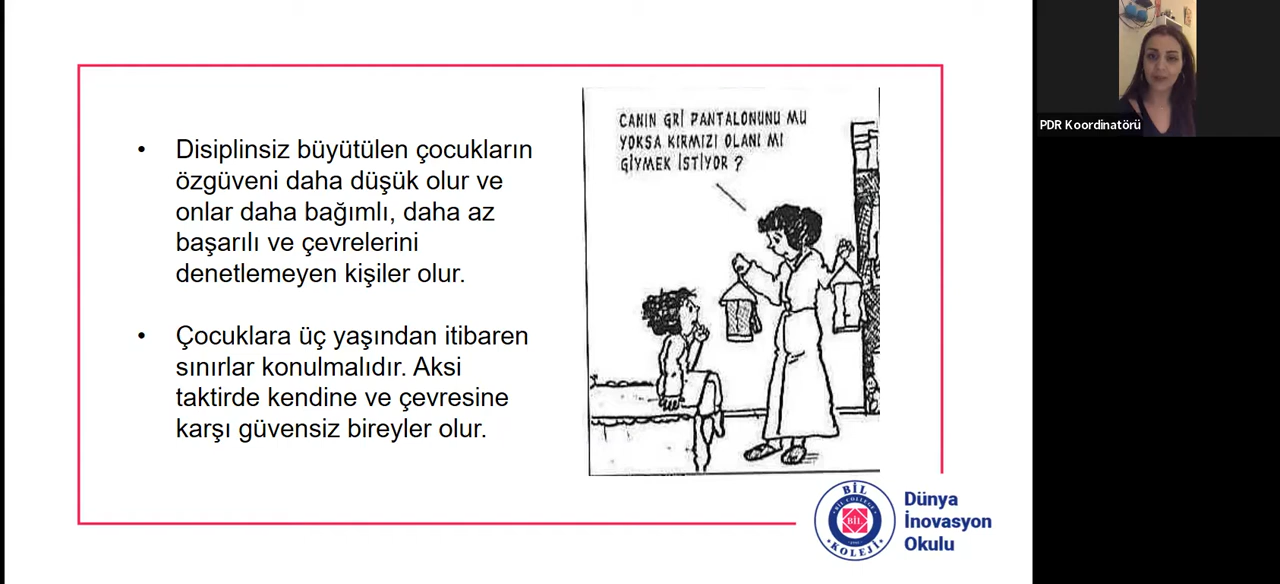 Disiplinsiz büyütülen çocukların
özgüveni daha düşük olur ve
onlar daha bağımlı, daha az
başarılı ve çevrelerini
denetlemeyen kişiler olur.
Çocuklara üç yaşından itibaren
sınırlar konulmalıdır. Aksi
taktirde kendine ve çevresine
karşı güvensiz bireyler olur.
CANIN GRİ PANTALONUNU MU
YOKSA KIRMIZI OLANI MI
GİYMEK İSTİYOR ?
PDR Koordinatörü
BİL
BİL
KOLEJİ
Dünya
İnovasyon
Okulu